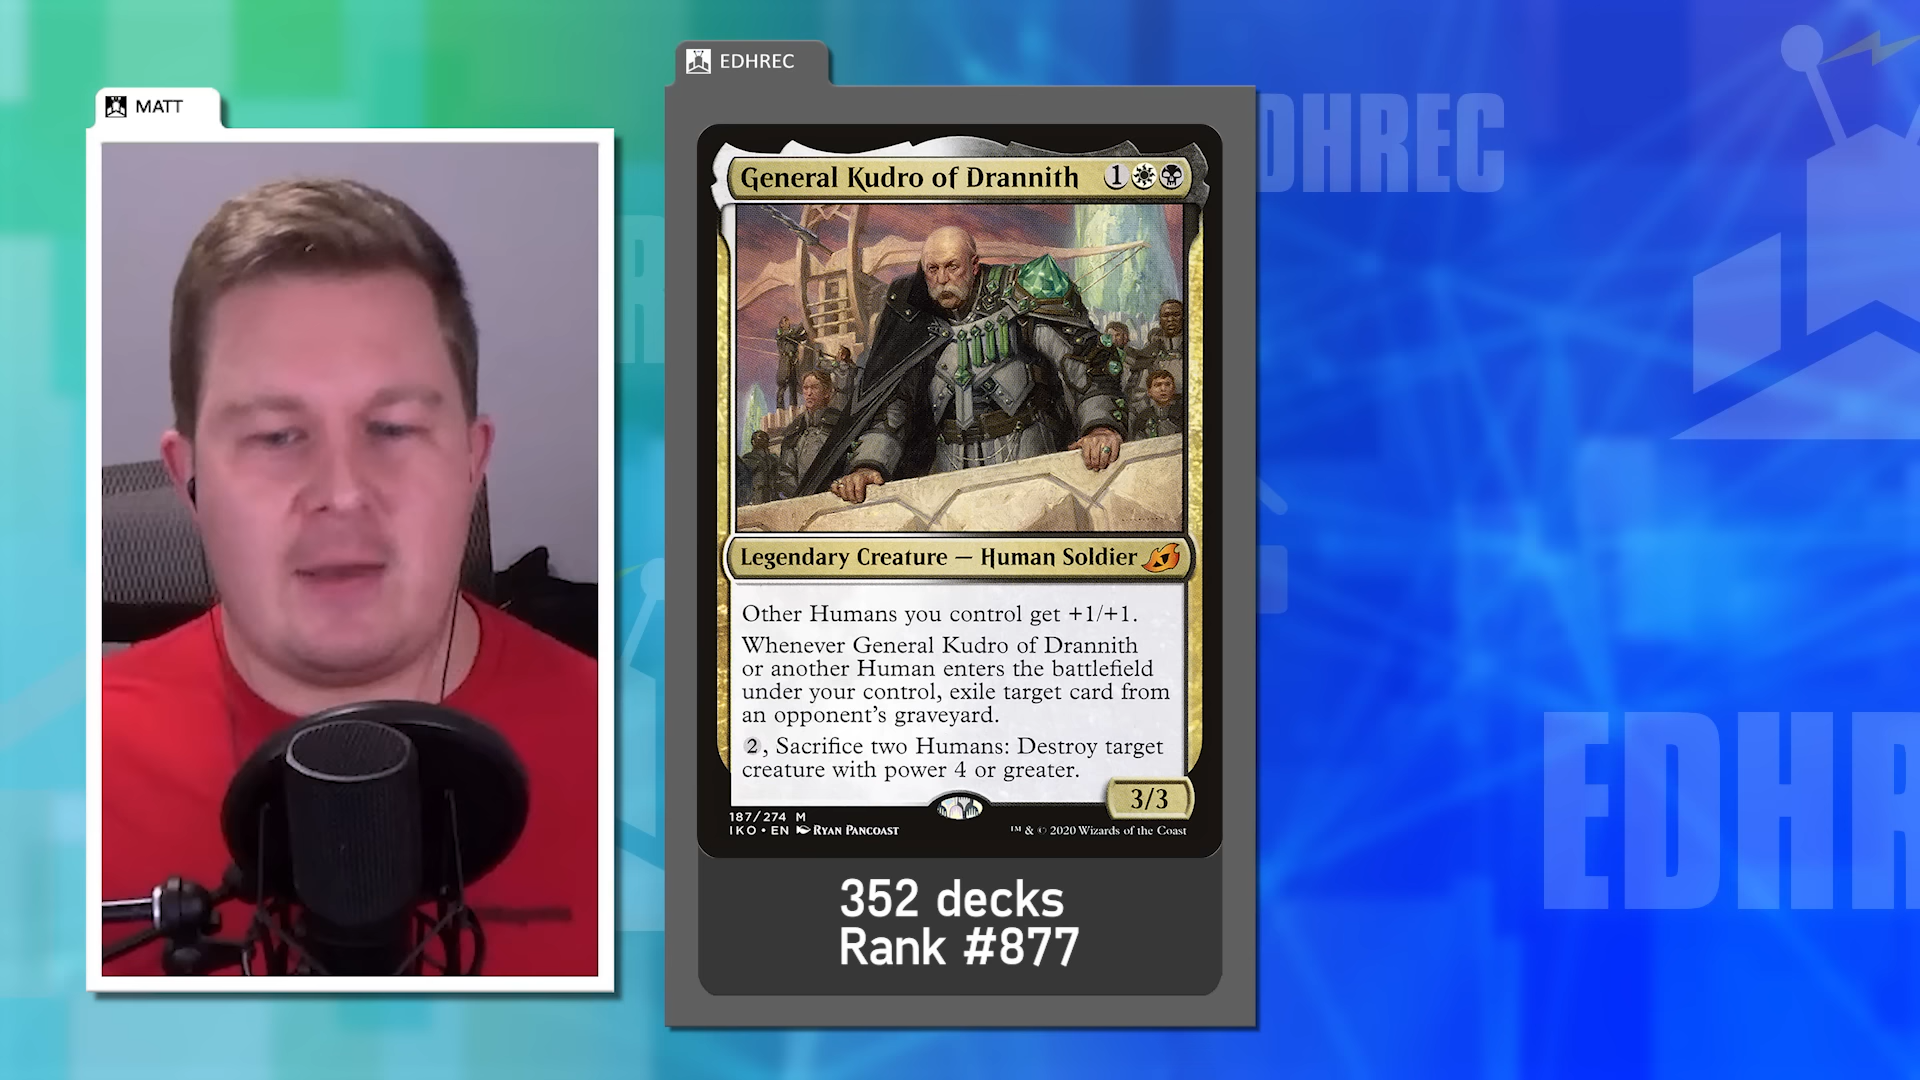 EDHREC
MATT
DHREC
General Kudro of Drannith 1
Legendary Creature — Human Soldier
Other Humans you control get +1/+1.
Whenever General Kudro of Drannith
or another Human enters the battlefield
under your control, exile target card from
an opponent's graveyard.
2, Sacrifice two Humans: Destroy target
creature with power 4 or greater.
3/3
187/274 M
IKO • EN Ryan Pancoast
™ & © 2020 Wizards of the Coast
352 decks
Rank #877
EDHR